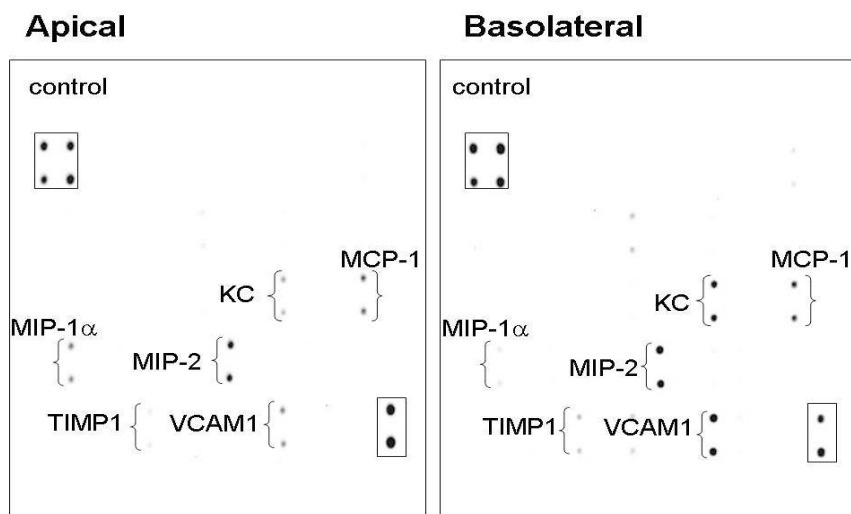 Apical
control
MCP-1
KC
MIP-1α
MIP-2
TIMP1
VCAM1
Basolateral
control
MCP-1
KC
MIP-1α
MIP-2
TIMP1
VCAM1